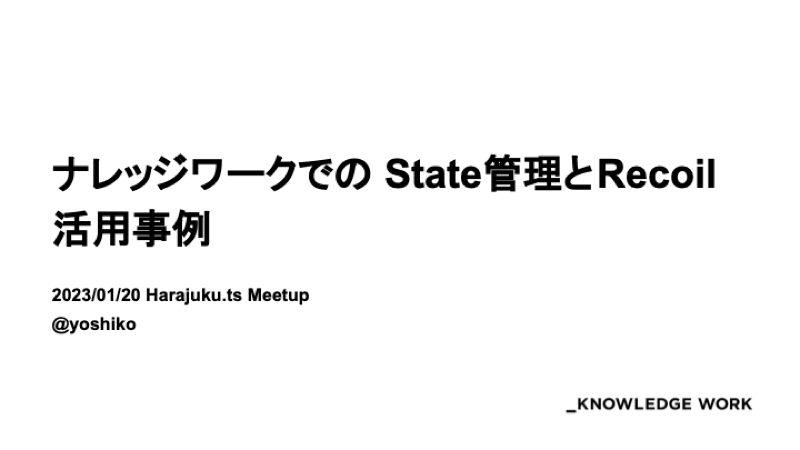 ナレッジワークでの State管理とRecoil
活用事例
2023/01/20 Harajuku.ts Meetup
@yoshiko
_KNOWLEDGE WORK